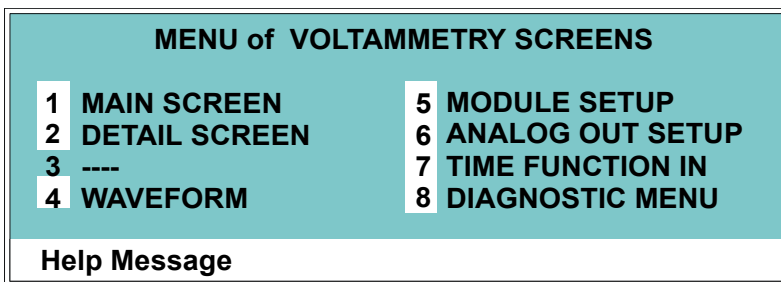 MENU of VOLTAMMETRY SCREENS
1 MAIN SCREEN
2 DETAIL SCREEN
3 ----
4 WAVEFORM
5 MODULE SETUP
6 ANALOG OUT SETUP
7 TIME FUNCTION IN
8 DIAGNOSTIC MENU
Help Message